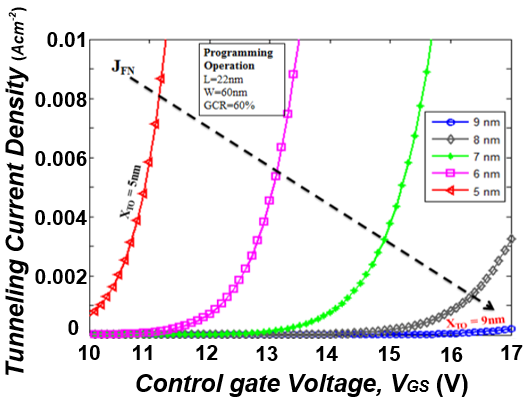 Tunneling Current Density (Acm⁻²)
0.01
0.008
0.006
0.004
0.002
0
J_FN
Programming
Operation
L=22nm
W=60nm
GCR=60%
9 nm
8 nm
7 nm
6 nm
5 nm
X_TO = 5nm
X_TO = 9nm
10 11 12 13 14 15 16 17
Control gate Voltage, V_GS (V)